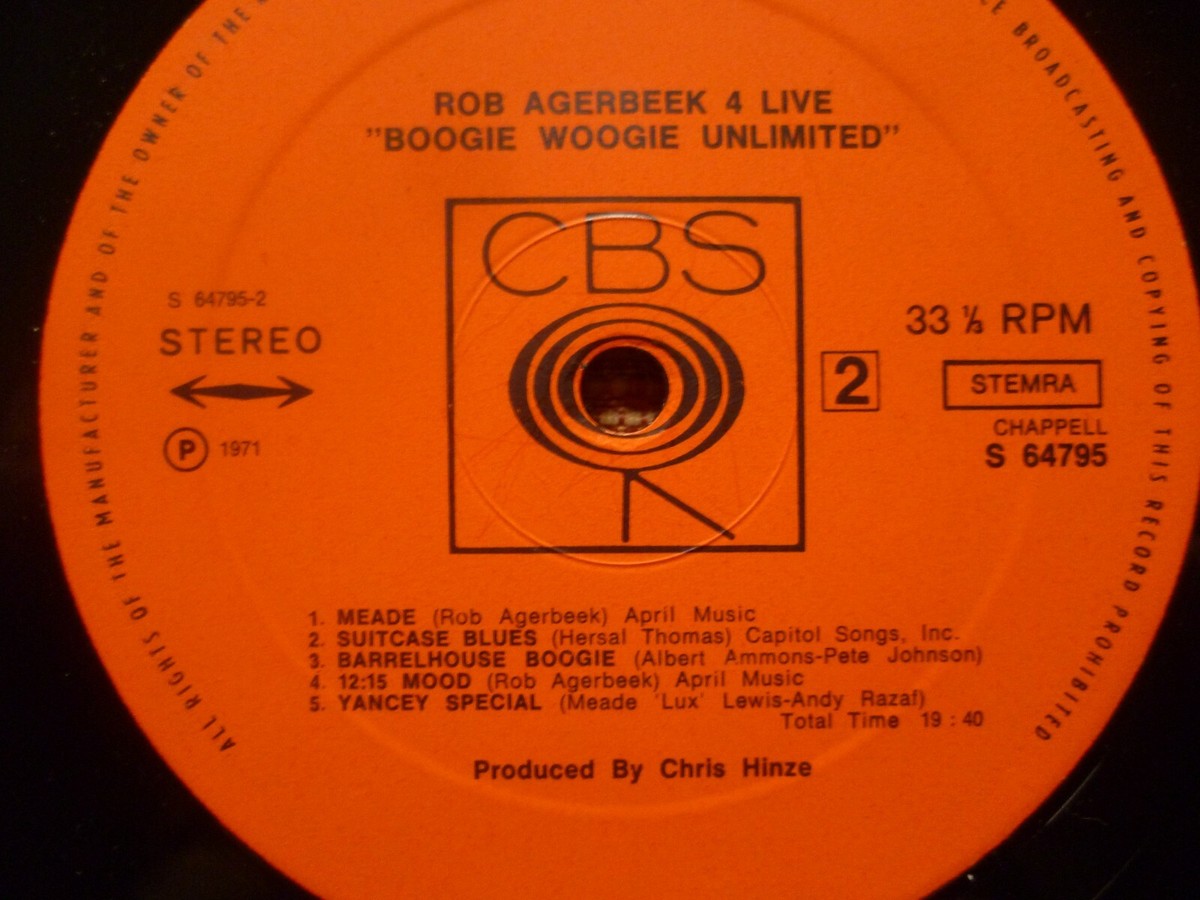 ROB AGERBEEK 4 LIVE
"BOOGIE WOOGIE UNLIMITED"
CBS
S 64795-2
STEREO
P 1971
33 ⅓ RPM
2
STEMRA
CHAPPELL
S 64795
1. MEADE (Rob Agerbeek) April Music
2. SUITCASE BLUES (Hersal Thomas) Capitol Songs, Inc.
3. BARRELHOUSE BOOGIE (Albert Ammons-Pete Johnson)
4. 12:15 MOOD (Rob Agerbeek) April Music
5. YANCEY SPECIAL (Meade 'Lux' Lewis-Andy Razaf)
Total Time 19:40
Produced By Chris Hinze
ALL RIGHTS OF THE MANUFACTURER AND OF THE OWNER OF THE
BROADCASTING AND COPYING OF THIS RECORD PROHIBITED